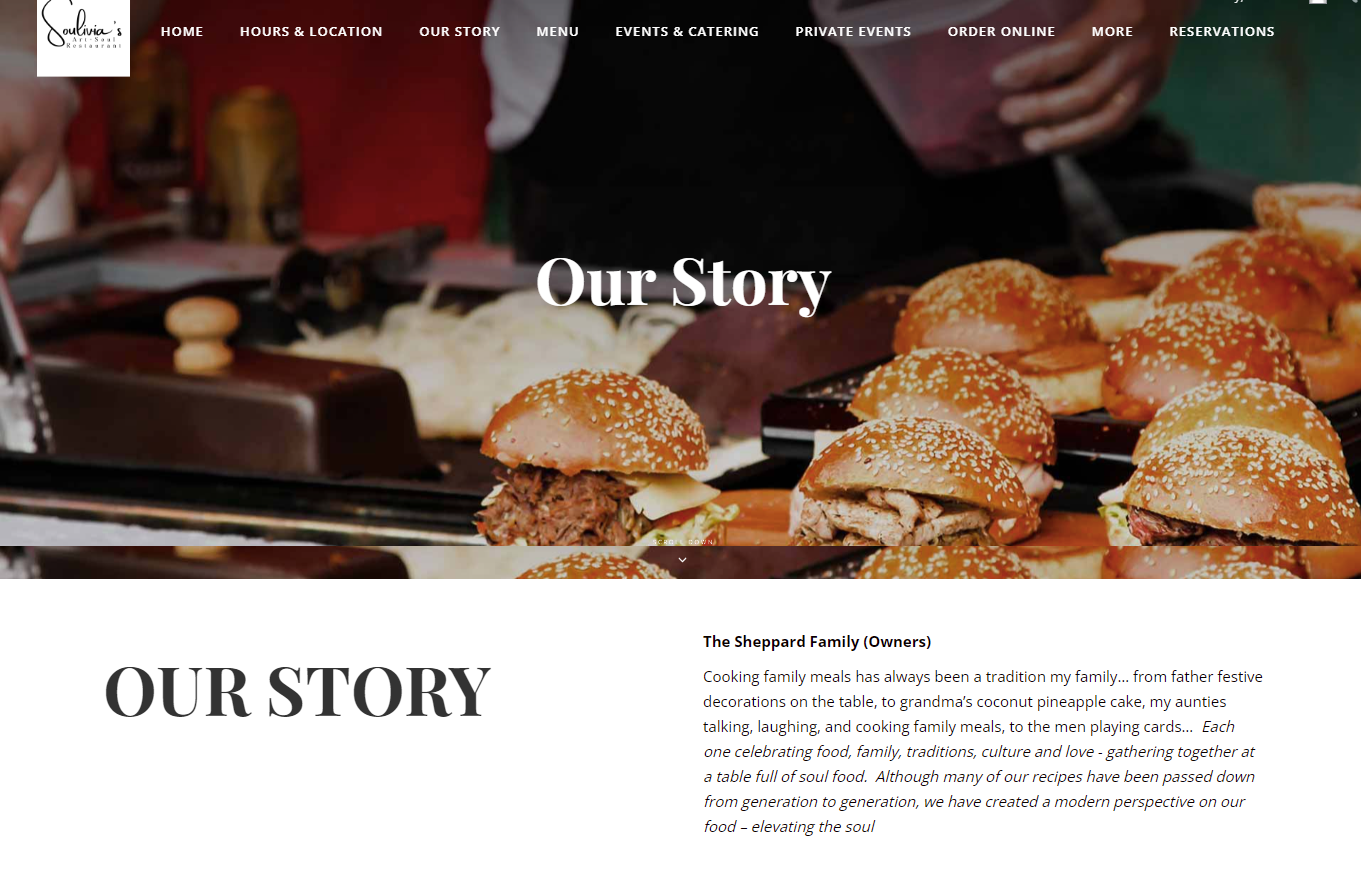 Soulivia's
Art · Soul
Restaurant
HOME
HOURS & LOCATION
OUR STORY
MENU
EVENTS & CATERING
PRIVATE EVENTS
ORDER ONLINE
MORE
RESERVATIONS
Our Story
SCROLL DOWN
OUR STORY
The Sheppard Family (Owners)
Cooking family meals has always been a tradition my family... from father festive
decorations on the table, to grandma's coconut pineapple cake, my aunties
talking, laughing, and cooking family meals, to the men playing cards... Each
one celebrating food, family, traditions, culture and love - gathering together at
a table full of soul food. Although many of our recipes have been passed down
from generation to generation, we have created a modern perspective on our
food – elevating the soul